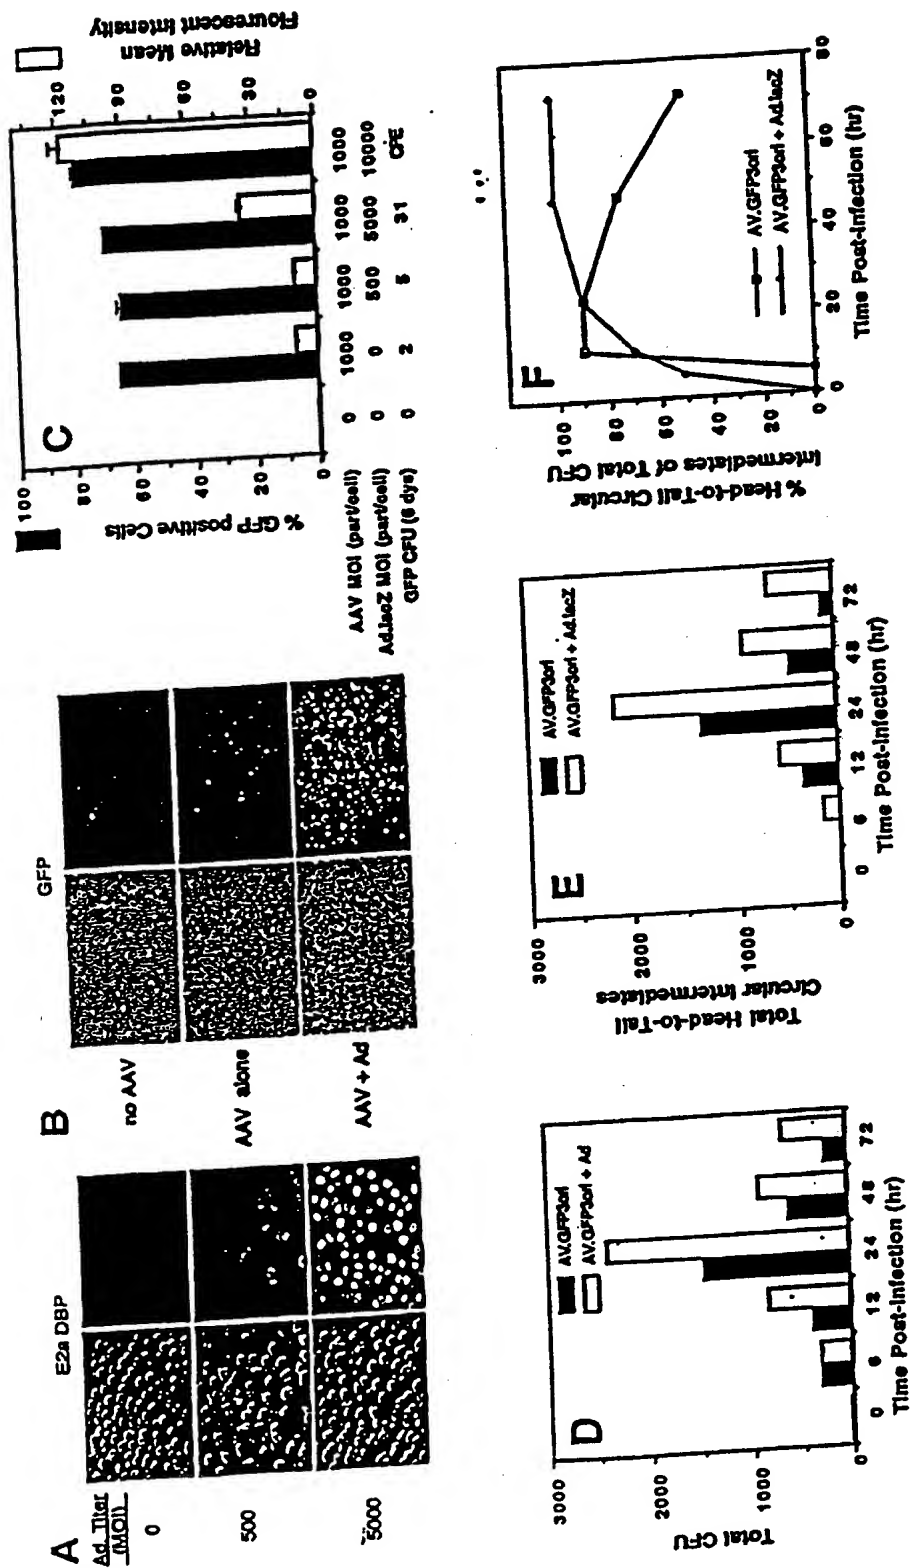 A
E2a DBP
Ad. Titer
(MOI)
0
500
5000
B
GFP
no AAV
AAV alone
AAV + Ad
C
% GFP positive Cells
100
80
60
40
20
0
Relative Mean
Flourescent Intensity
120
90
60
30
0
AAV MOI (part/cell) 0 1000 1000 1000 1000
Ad.lacZ MOI (part/cell) 0 0 500 5000 10000
GFP CFU (6 dys) 0 2 5 31 CPE
D
AV.GFP3ori
AV.GFP3ori + Ad
Total CFU
3000
2000
1000
0
0 6 12 24 48 72
Time Post-Infection (hr)
E
AV.GFP3ori
AV.GFP3ori + Ad.lacZ
Total Head-to-Tail
Circular Intermediates
3000
2000
1000
0
0 6 12 24 48 72
Time Post-Infection (hr)
F
% Head-to-Tail Circular
Intermediates of Total CFU
100
80
60
40
20
0
AV.GFP3ori
AV.GFP3ori + Ad.lacZ
0 20 40 60 80
Time Post-Infection (hr)